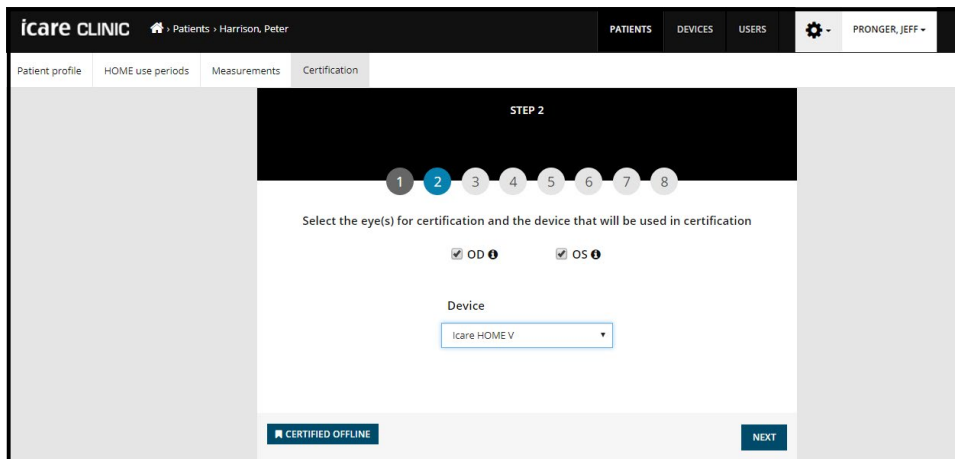 icare CLINIC › Patients › Harrison, Peter PATIENTS DEVICES USERS PRONGER, JEFF
Patient profile HOME use periods Measurements Certification
STEP 2
1 2 3 4 5 6 7 8
Select the eye(s) for certification and the device that will be used in certification
OD OS
Device
Icare HOME V
CERTIFIED OFFLINE NEXT